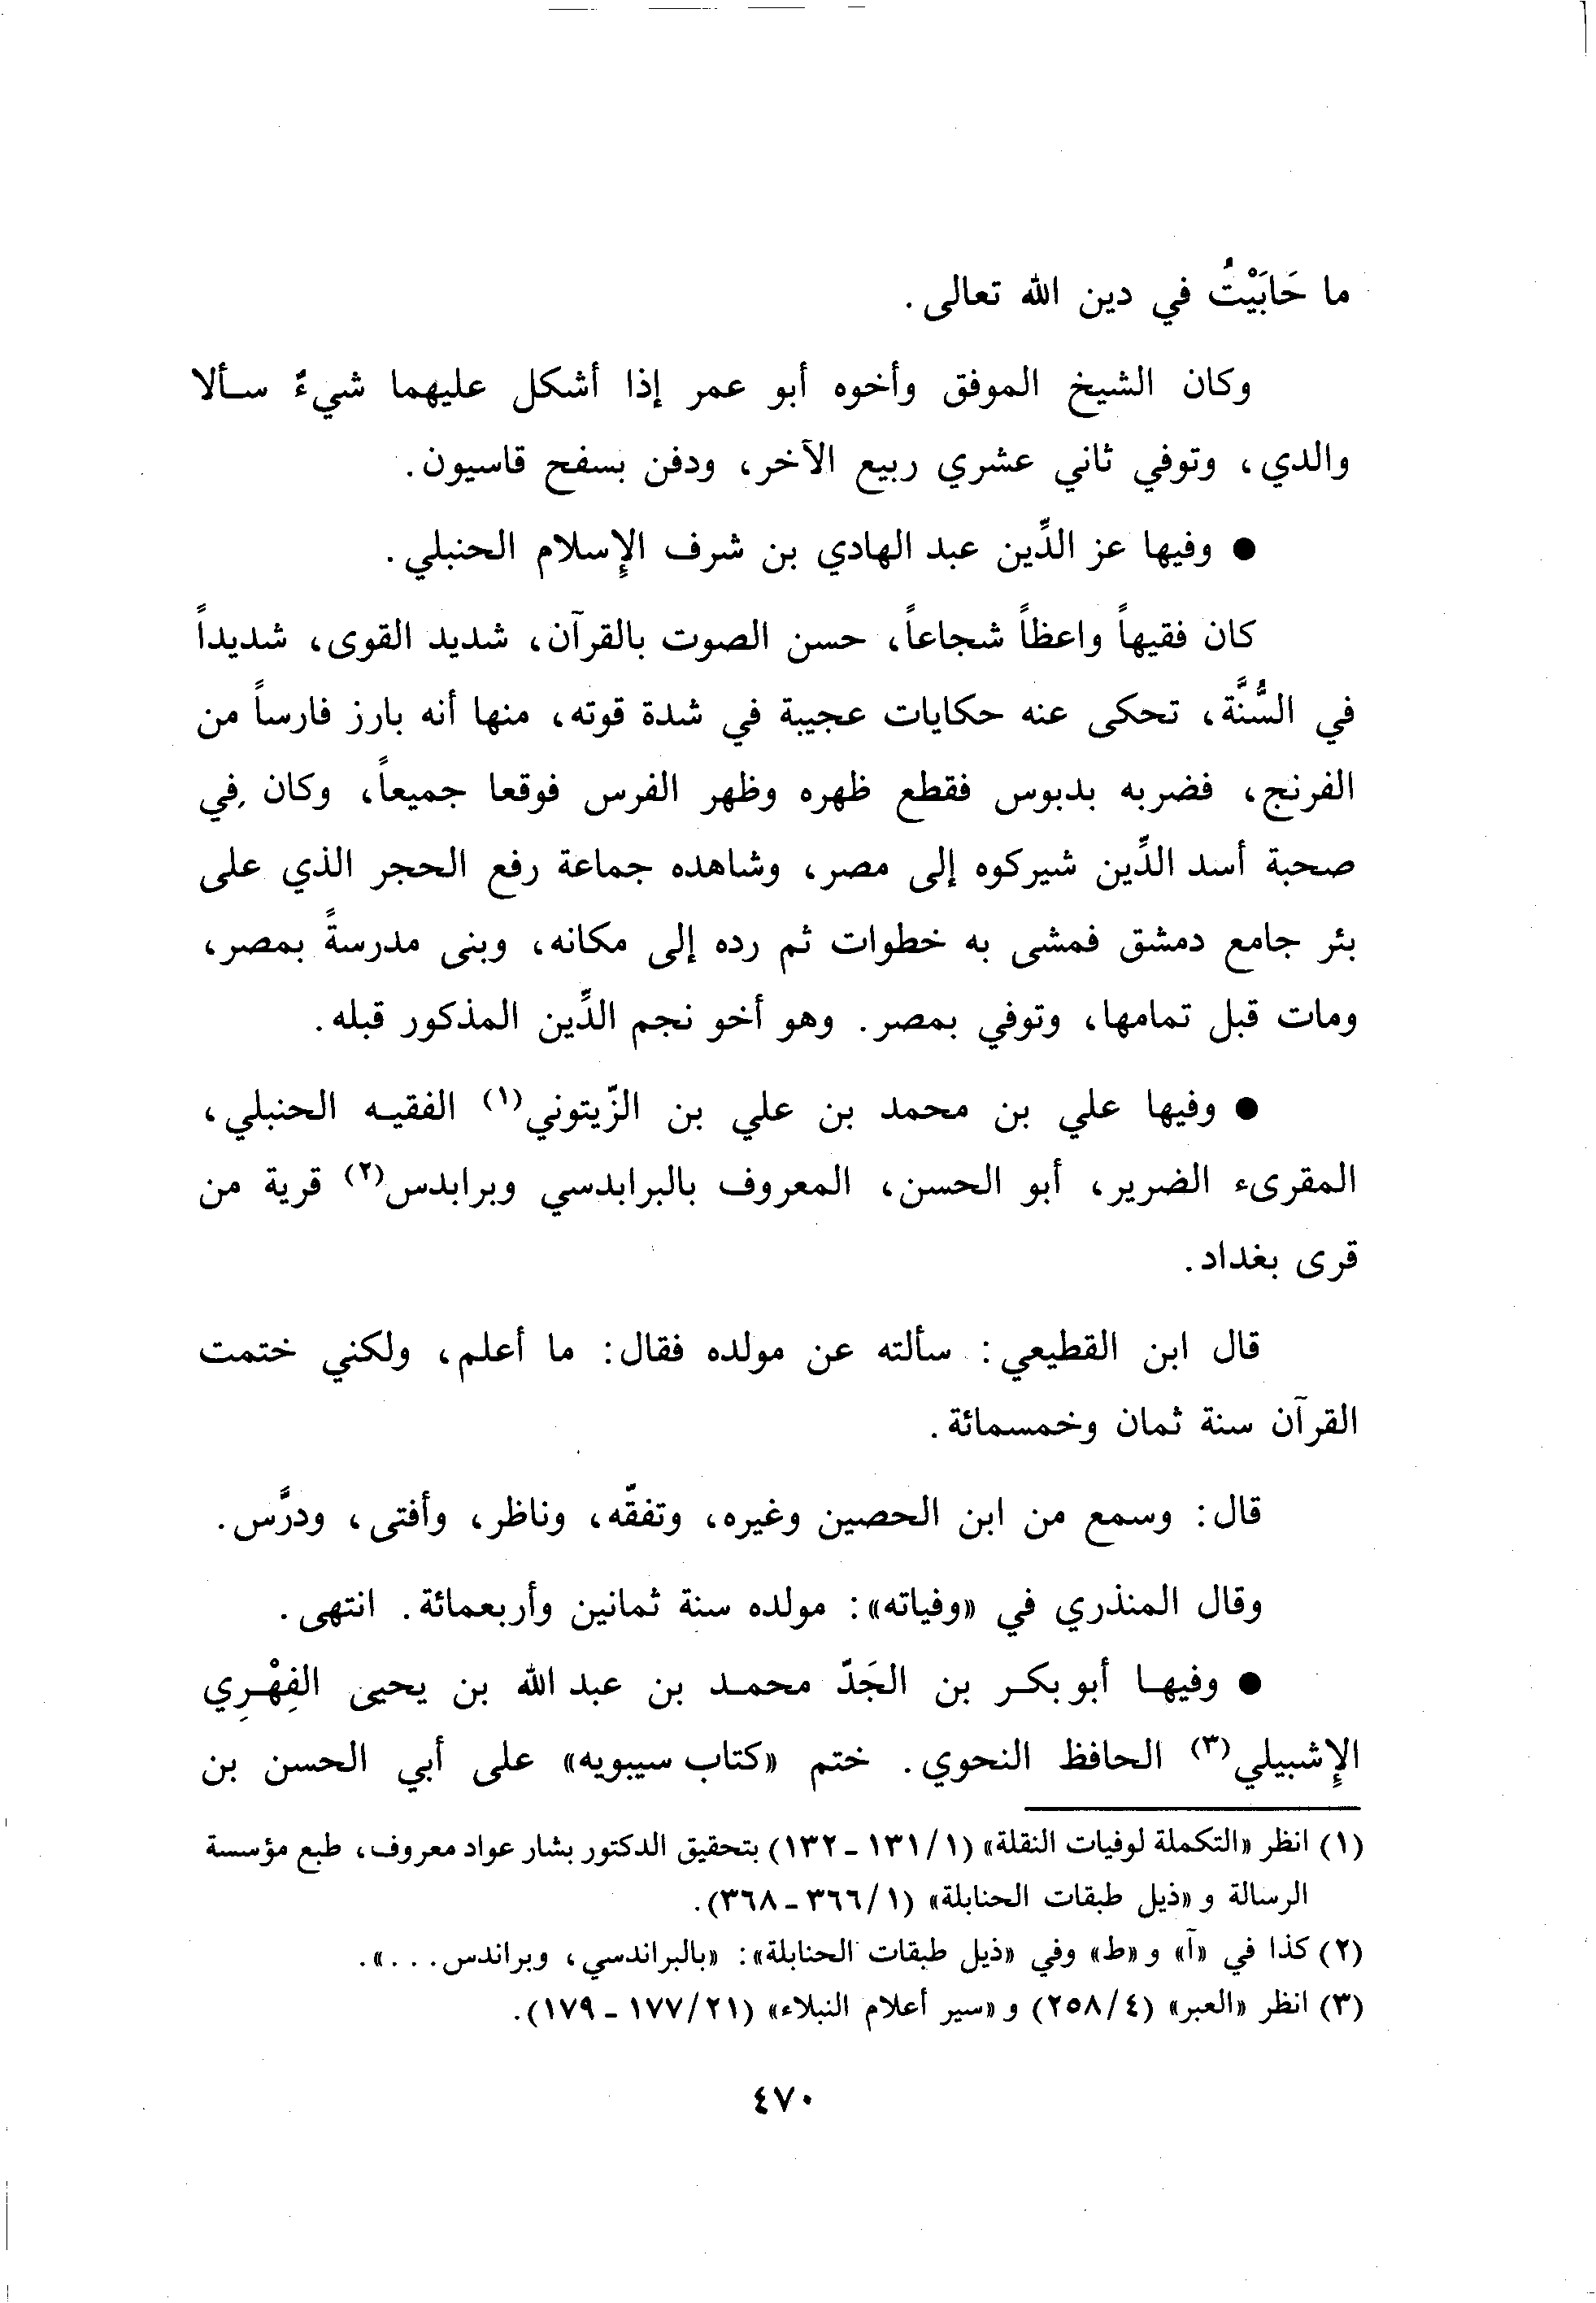 ما حَابَيْتُ في دين الله تعالى.
وكان الشيخ الموفق وأخوه أبو عمر إذا أشكل عليهما شيءٌ سألا
والدي، وتوفي ثاني عشري ربيع الآخر، ودفن بسفح قاسيون.
● وفيها عز الدِّين عبد الهادي بن شرف الإِسلام الحنبلي.
كان فقيهاً واعظاً شجاعاً، حسن الصوت بالقرآن، شديد القوى، شديداً
في السُّنَّة، تحكى عنه حكايات عجيبة في شدة قوته، منها أنه بارز فارساً من
الفرنج، فضربه بدبوس فقطع ظهره وظهر الفرس فوقعا جميعاً، وكان في
صحبة أسد الدِّين شيركوه إلى مصر، وشاهده جماعة رفع الحجر الذي على
بئر جامع دمشق فمشى به خطوات ثم رده إلى مكانه، وبنى مدرسةً بمصر،
ومات قبل تمامها، وتوفي بمصر. وهو أخو نجم الدِّين المذكور قبله.
● وفيها علي بن محمد بن علي بن الزّيتوني(١) الفقيه الحنبلي،
المقرىء الضرير، أبو الحسن، المعروف بالبرابدسي وبرابدس(٢) قرية من
قرى بغداد.
قال ابن القطيعي: سألته عن مولده فقال: ما أعلم، ولكني ختمت
القرآن سنة ثمان وخمسمائة.
قال: وسمع من ابن الحصين وغيره، وتفقّه، وناظر، وأفتى، ودرَّس.
وقال المنذري في «وفياته»: مولده سنة ثمانين وأربعمائة. انتهى.
● وفيها أبو بكر بن الجَدّ محمد بن عبد الله بن يحيى الفِهْرِي
الإِشبيلي(٣) الحافظ النحوي. ختم «كتاب سيبويه» على أبي الحسن بن
(١) انظر «التكملة لوفيات النقلة» (١/ ١٣١ - ١٣٢) بتحقيق الدكتور بشار عواد معروف، طبع مؤسسة
الرسالة و «ذيل طبقات الحنابلة» (١/ ٣٦٦ - ٣٦٨).
(٢) كذا في «آ» و «ط» وفي «ذيل طبقات الحنابلة»: «بالبراندسي، وبراندس...».
(٣) انظر «العبر» (٤/ ٢٥٨) و «سير أعلام النبلاء» (٢١/ ١٧٧ - ١٧٩).
٤٧٠